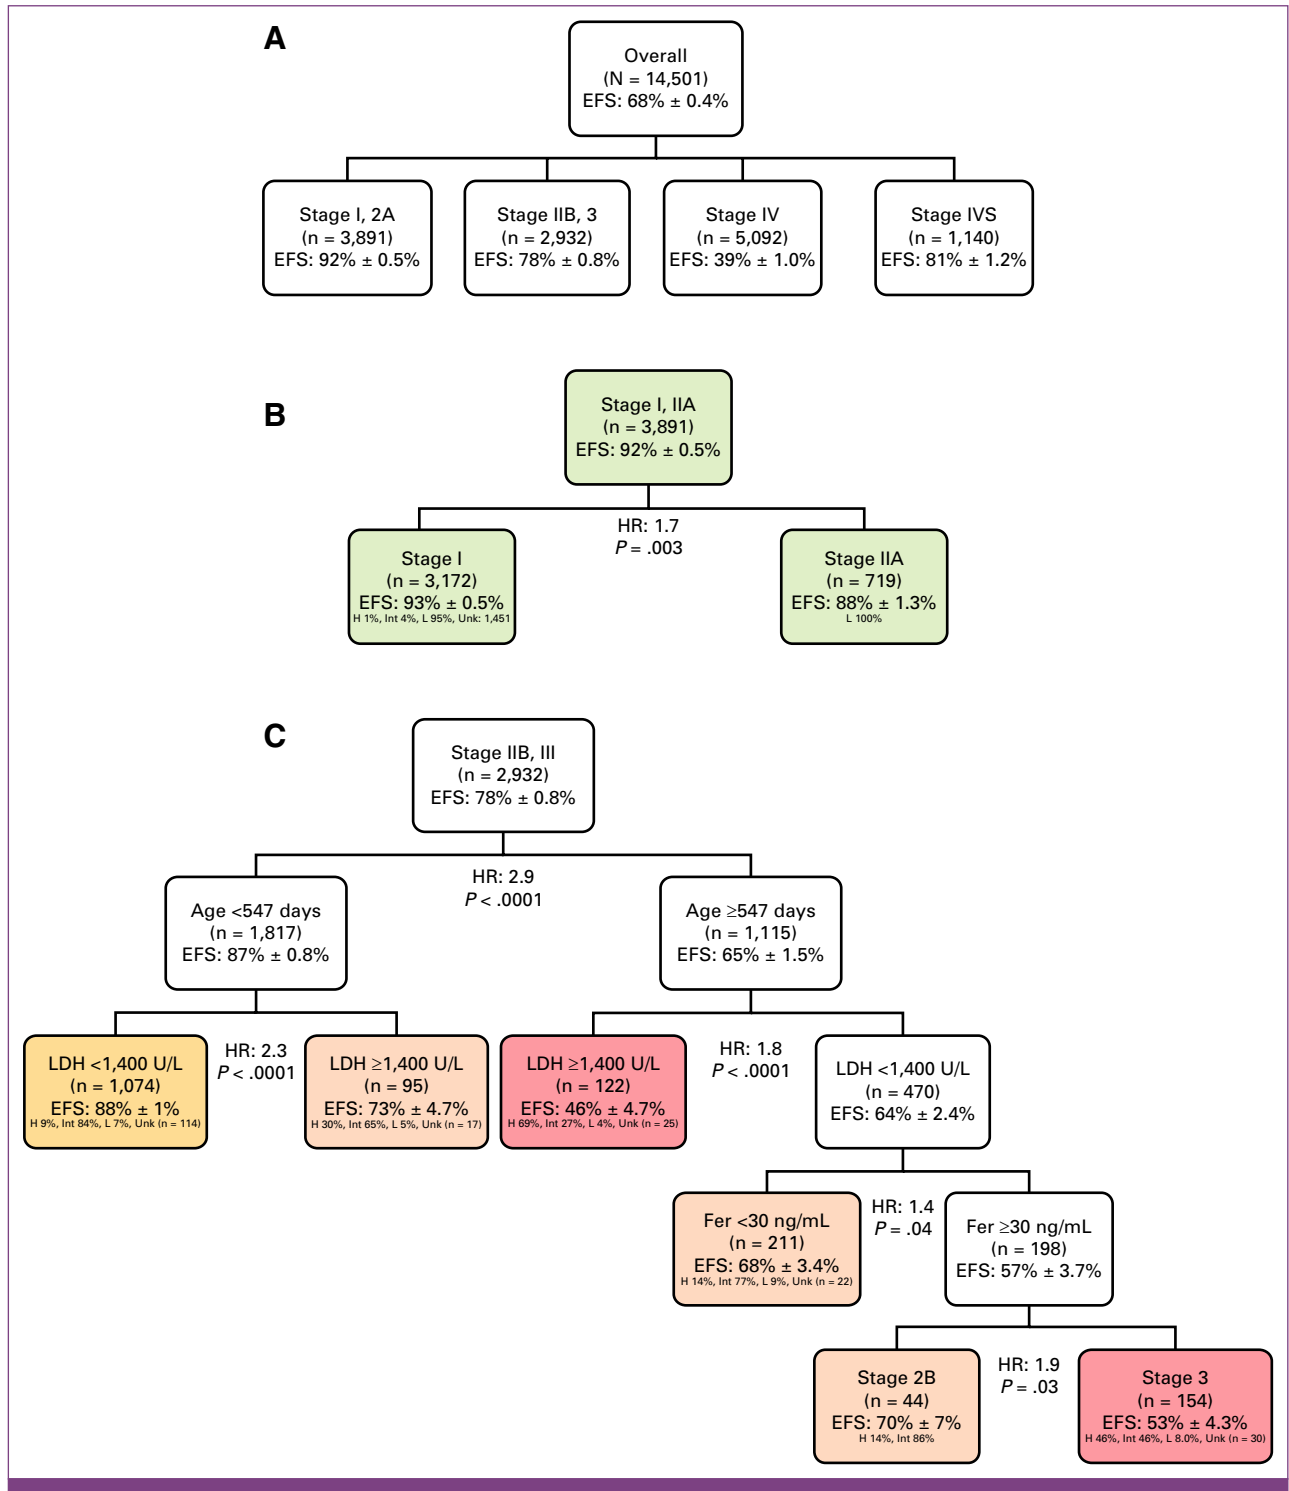 A
Overall
(N = 14,501)
EFS: 68% ± 0.4%
Stage I, 2A
(n = 3,891)
EFS: 92% ± 0.5%
Stage IIB, 3
(n = 2,932)
EFS: 78% ± 0.8%
Stage IV
(n = 5,092)
EFS: 39% ± 1.0%
Stage IVS
(n = 1,140)
EFS: 81% ± 1.2%
B
Stage I, IIA
(n = 3,891)
EFS: 92% ± 0.5%
HR: 1.7
P = .003
Stage I
(n = 3,172)
EFS: 93% ± 0.5%
H 1%, Int 4%, L 95%, Unk: 1,451
Stage IIA
(n = 719)
EFS: 88% ± 1.3%
L 100%
C
Stage IIB, III
(n = 2,932)
EFS: 78% ± 0.8%
HR: 2.9
P < .0001
Age <547 days
(n = 1,817)
EFS: 87% ± 0.8%
Age ≥547 days
(n = 1,115)
EFS: 65% ± 1.5%
LDH <1,400 U/L
(n = 1,074)
EFS: 88% ± 1%
H 9%, Int 84%, L 7%, Unk (n = 114)
HR: 2.3
P < .0001
LDH ≥1,400 U/L
(n = 95)
EFS: 73% ± 4.7%
H 30%, Int 65%, L 5%, Unk (n = 17)
LDH ≥1,400 U/L
(n = 122)
EFS: 46% ± 4.7%
H 69%, Int 27%, L 4%, Unk (n = 25)
HR: 1.8
P < .0001
LDH <1,400 U/L
(n = 470)
EFS: 64% ± 2.4%
Fer <30 ng/mL
(n = 211)
EFS: 68% ± 3.4%
H 14%, Int 77%, L 9%, Unk (n = 22)
HR: 1.4
P = .04
Fer ≥30 ng/mL
(n = 198)
EFS: 57% ± 3.7%
Stage 2B
(n = 44)
EFS: 70% ± 7%
H 14%, Int 86%
HR: 1.9
P = .03
Stage 3
(n = 154)
EFS: 53% ± 4.3%
H 46%, Int 46%, L 8.0%, Unk (n = 30)